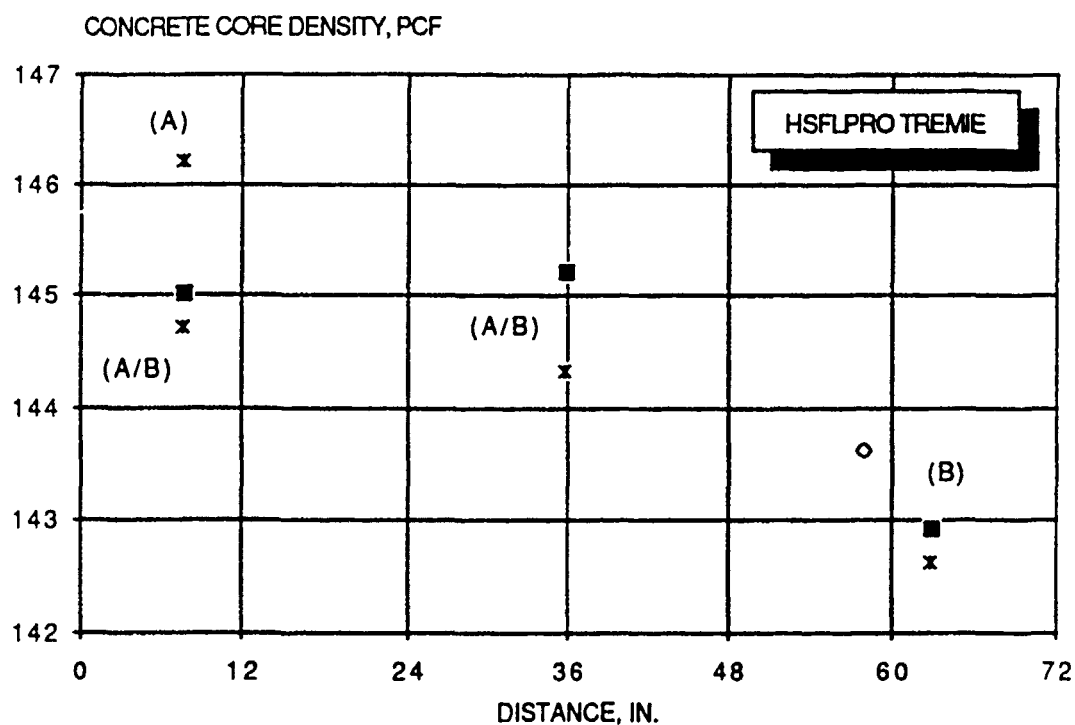 CONCRETE CORE DENSITY, PCF
147
146
145
144
143
142
HSFLPRO TREMIE
(A)
(A/B)
(A/B)
(B)
0 12 24 36 48 60 72
DISTANCE, IN.